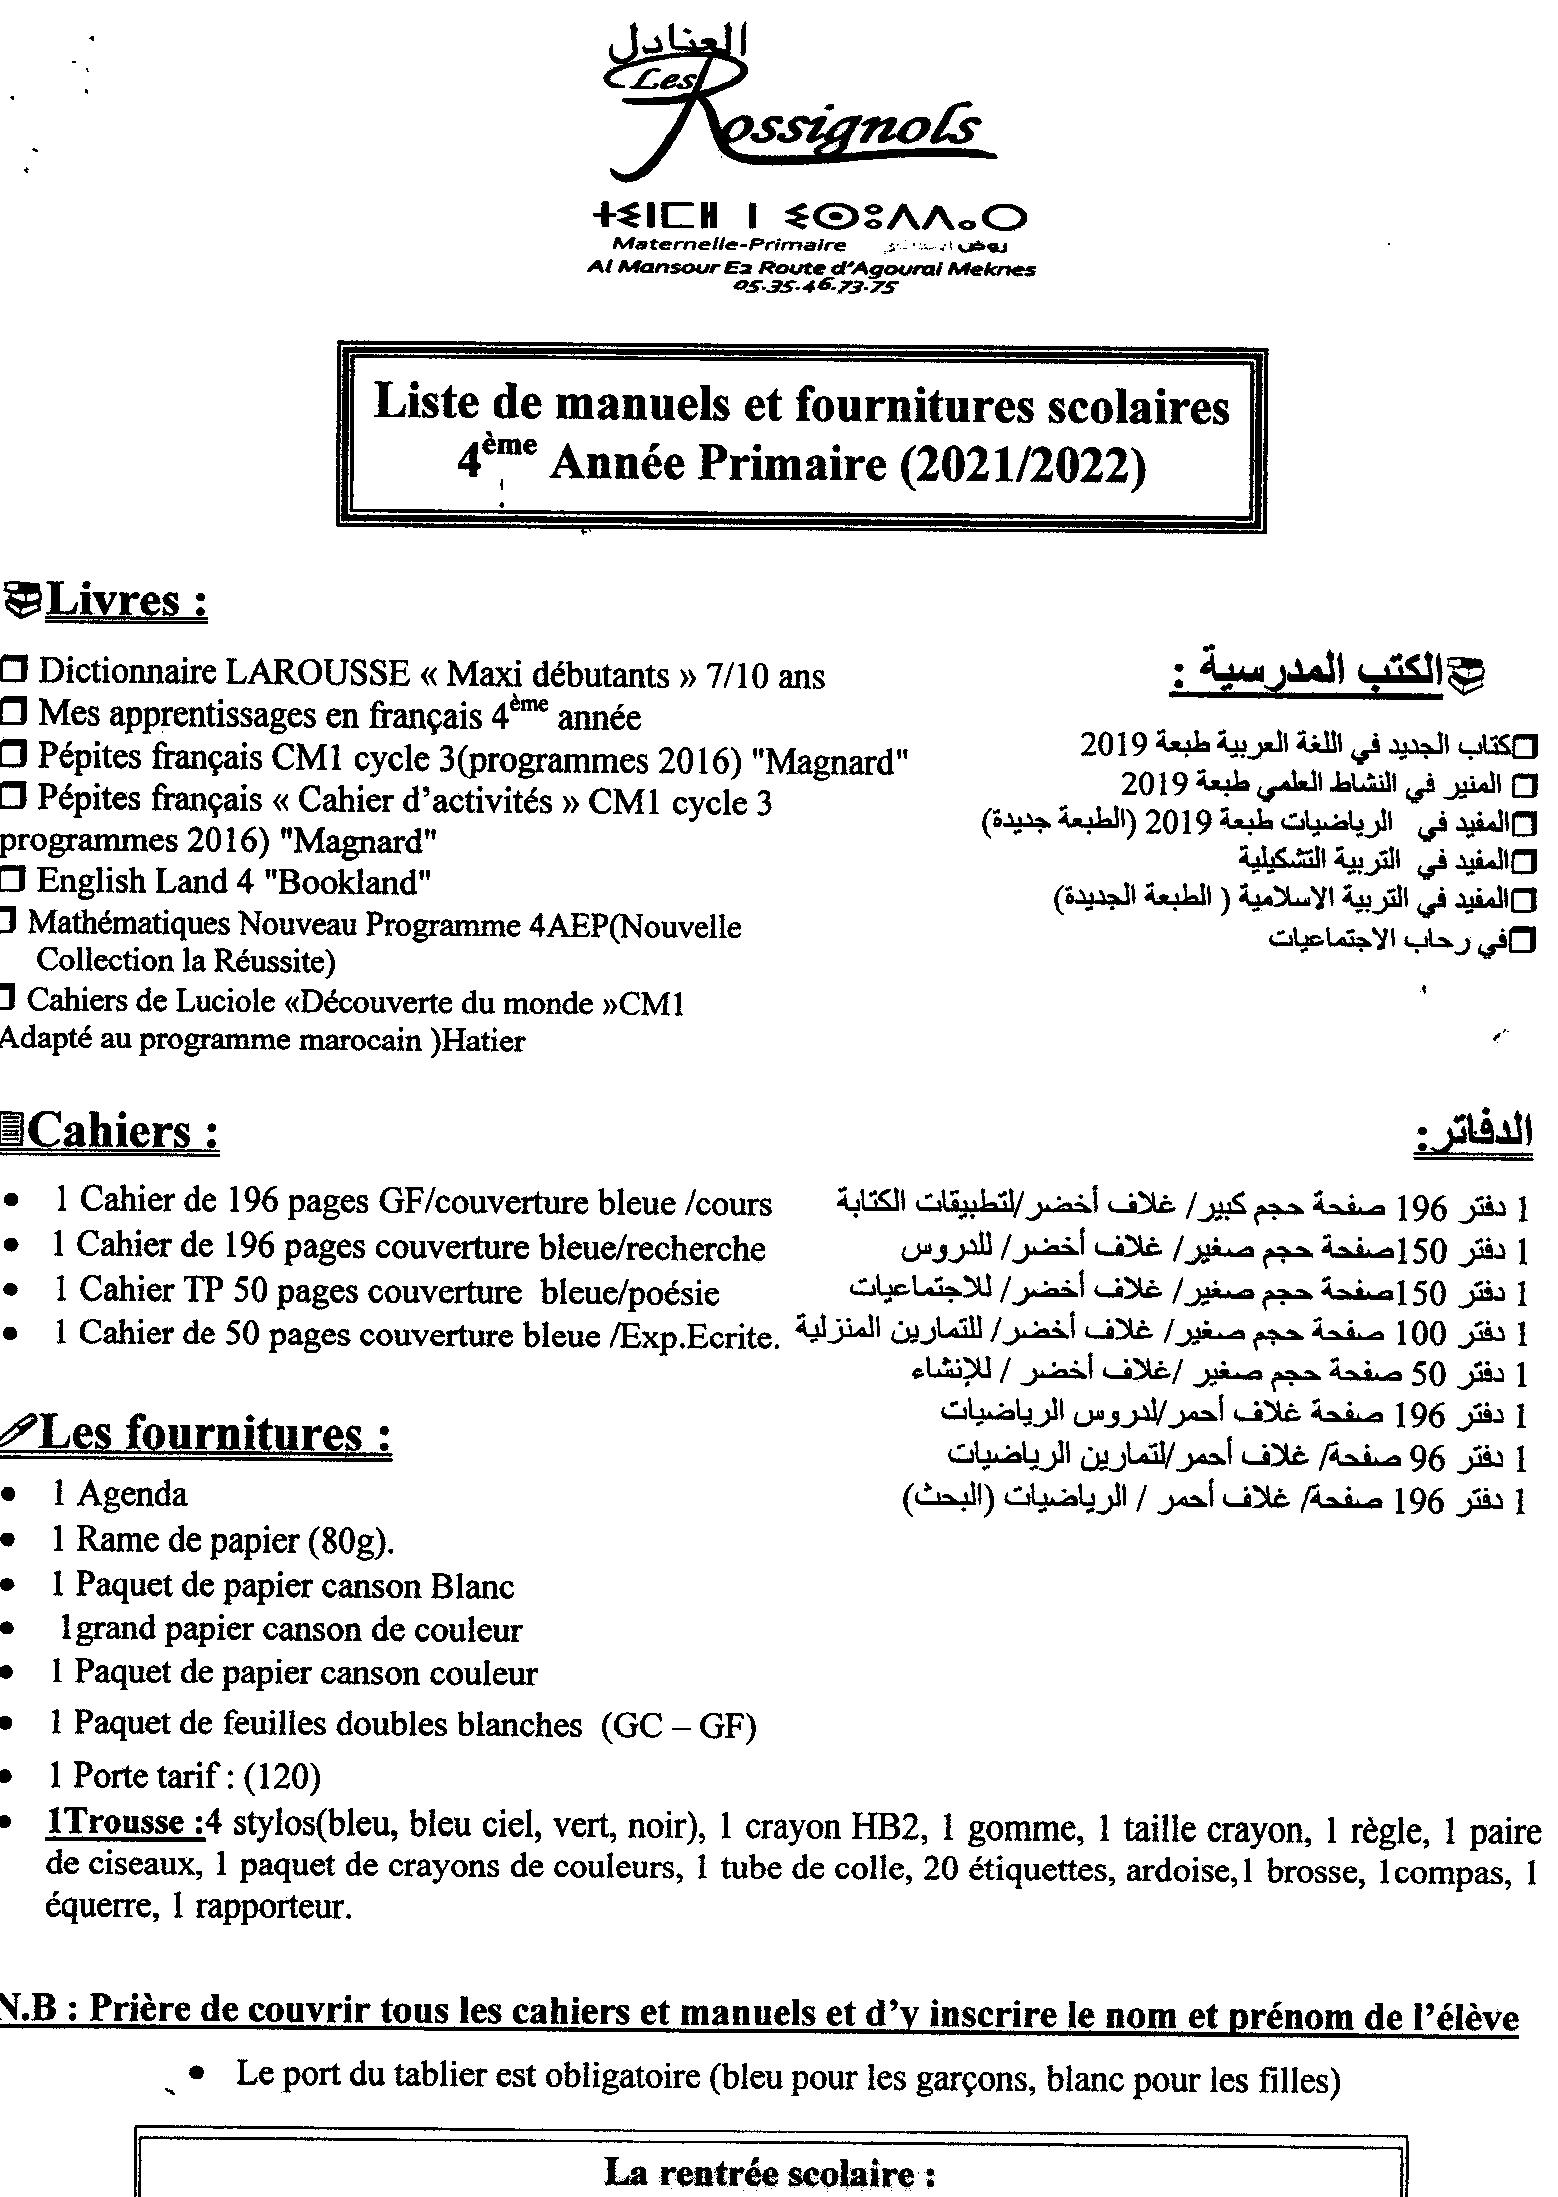 العنادل
Les
Rossignols
ⵜⵉⵏⵎⵍ ⵏ ⵉⵙⵓⴷⴷⴰⵔ
Maternelle-Primaire روض
Al Mansour E2 Route d'Agourai Meknes
05.35.46.73.75
Liste de manuels et fournitures scolaires
4ème Année Primaire (2021/2022)
Livres :
❒ Dictionnaire LAROUSSE « Maxi débutants » 7/10 ans
❒ Mes apprentissages en français 4ème année
❒ Pépites français CM1 cycle 3(programmes 2016) "Magnard"
❒ Pépites français « Cahier d'activités » CM1 cycle 3
programmes 2016) "Magnard"
❒ English Land 4 "Bookland"
❒ Mathématiques Nouveau Programme 4AEP(Nouvelle
Collection la Réussite)
❒ Cahiers de Luciole «Découverte du monde »CM1
Adapté au programme marocain )Hatier
الكتب المدرسية :
❒كتاب الجديد في اللغة العربية طبعة 2019
❒ المنير في النشاط العلمي طبعة 2019
❒المفيد في الرياضيات طبعة 2019 (الطبعة جديدة)
❒المفيد في التربية التشكيلية
❒المفيد في التربية الاسلامية ( الطبعة الجديدة)
❒في رحاب الاجتماعيات
Cahiers :
• 1 Cahier de 196 pages GF/couverture bleue /cours
• 1 Cahier de 196 pages couverture bleue/recherche
• 1 Cahier TP 50 pages couverture bleue/poésie
• 1 Cahier de 50 pages couverture bleue /Exp.Ecrite.
الدفاتر:
1 دفتر 196 صفحة حجم كبير/ غلاف أخضر/لتطبيقات الكتابة
1 دفتر 150صفحة حجم صغير/ غلاف أخضر/ للدروس
1 دفتر 150صفحة حجم صغير/ غلاف أخضر/ للاجتماعيات
1 دفتر 100 صفحة حجم صغير/ غلاف أخضر/ للتمارين المنزلية
1 دفتر 50 صفحة حجم صغير /غلاف أخضر / للإنشاء
1 دفتر 196 صفحة غلاف أحمر/لدروس الرياضيات
1 دفتر 96 صفحة/ غلاف أحمر/لتمارين الرياضيات
1 دفتر 196 صفحة/ غلاف أحمر / الرياضيات (البحث)
Les fournitures :
• 1 Agenda
• 1 Rame de papier (80g).
• 1 Paquet de papier canson Blanc
• 1grand papier canson de couleur
• 1 Paquet de papier canson couleur
• 1 Paquet de feuilles doubles blanches (GC – GF)
• 1 Porte tarif : (120)
• 1Trousse :4 stylos(bleu, bleu ciel, vert, noir), 1 crayon HB2, 1 gomme, 1 taille crayon, 1 règle, 1 paire
de ciseaux, 1 paquet de crayons de couleurs, 1 tube de colle, 20 étiquettes, ardoise,1 brosse, 1compas, 1
équerre, 1 rapporteur.
N.B : Prière de couvrir tous les cahiers et manuels et d'y inscrire le nom et prénom de l'élève
• Le port du tablier est obligatoire (bleu pour les garçons, blanc pour les filles)
La rentrée scolaire :